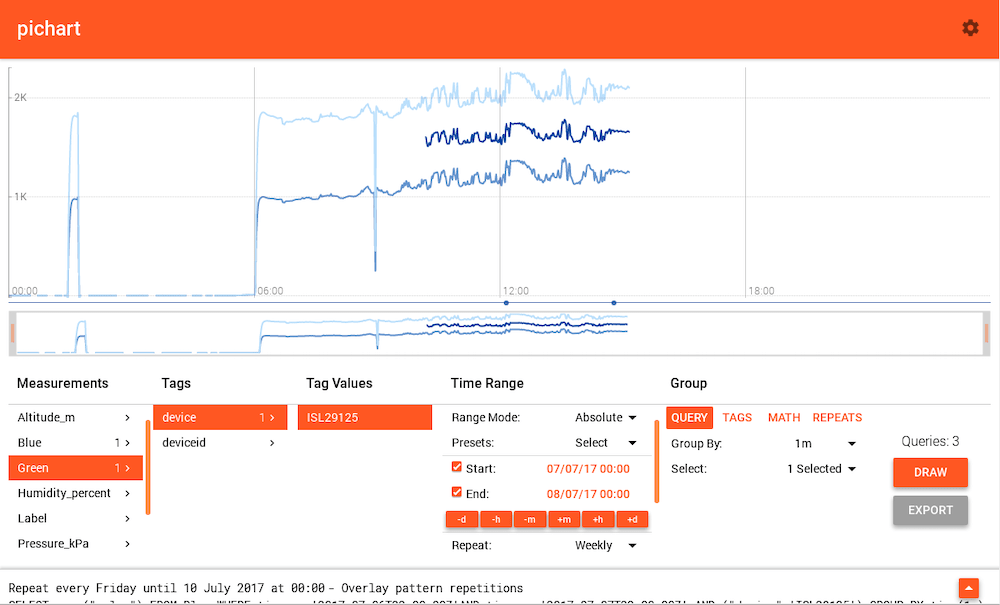 pichart
2K
1K
00:00 06:00 12:00 18:00
Measurements Tags Tag Values Time Range Group
Altitude_m device 1 ISL29125 Range Mode: Absolute QUERY TAGS MATH REPEATS
Blue 1 deviceid Presets: Select Group By: 1m Queries: 3
Green 1 Start: 07/07/17 00:00 Select: 1 Selected DRAW
Humidity_percent End: 08/07/17 00:00
Label -d -h -m +m +h +d EXPORT
Pressure_kPa Repeat: Weekly
Repeat every Friday until 10 July 2017 at 00:00 - Overlay pattern repetitions